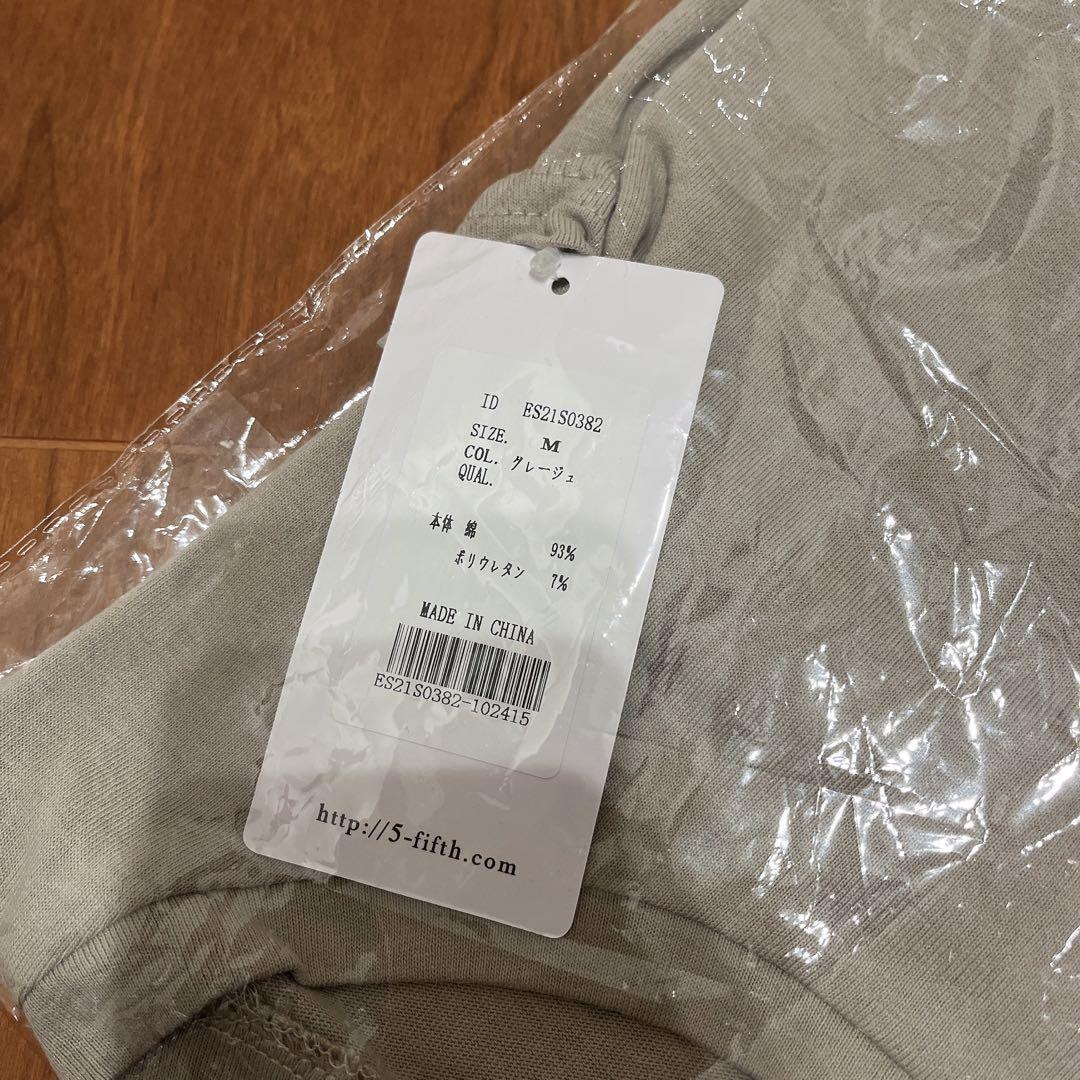 ID ES21S0382
SIZE. M
COL. グレージュ
QUAL.
本体 綿 93%
ポリウレタン 7%
MADE IN CHINA
ES21S0382-102415
http://5-fifth.com